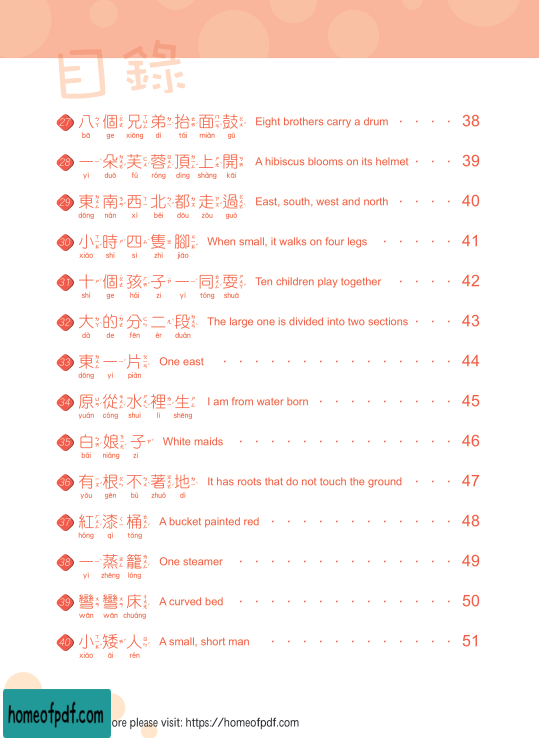 目錄
27 八個兄弟抬面鼓 Eight brothers carry a drum · · · · 38
bā ge xiōng dì tái miàn gǔ
28 一朵芙蓉頂上開 A hibiscus blooms on its helmet · · · 39
yì duǒ fú róng dǐng shàng kāi
29 東南西北都走過 East, south, west and north · · · · 40
dōng nán xī běi dōu zǒu guò
30 小時四隻腳 When small, it walks on four legs · · · · · 41
xiǎo shí sì zhī jiǎo
31 十個孩子一同耍 Ten children play together · · · · 42
shí ge hái zi yì tóng shuǎ
32 大的分二段 The large one is divided into two sections · · · 43
dà de fēn èr duàn
33 東一片 One east · · · · · · · · · · · · · · · 44
dōng yí piàn
34 原從水裡生 I am from water born · · · · · · · · · 45
yuán cóng shuǐ lǐ shēng
35 白娘子 White maids · · · · · · · · · · · · · · 46
bái niáng zi
36 有根不著地 It has roots that do not touch the ground · · · 47
yǒu gēn bù zhuó dì
37 紅漆桶 A bucket painted red · · · · · · · · · · · · 48
hóng qī tǒng
38 一蒸籠 One steamer · · · · · · · · · · · · · · 49
yì zhēng lóng
39 彎彎床 A curved bed · · · · · · · · · · · · · · 50
wān wān chuáng
40 小矮人 A small, short man · · · · · · · · · · · · 51
xiǎo ǎi rén
homeofpdf.com ore please visit: https://homeofpdf.com